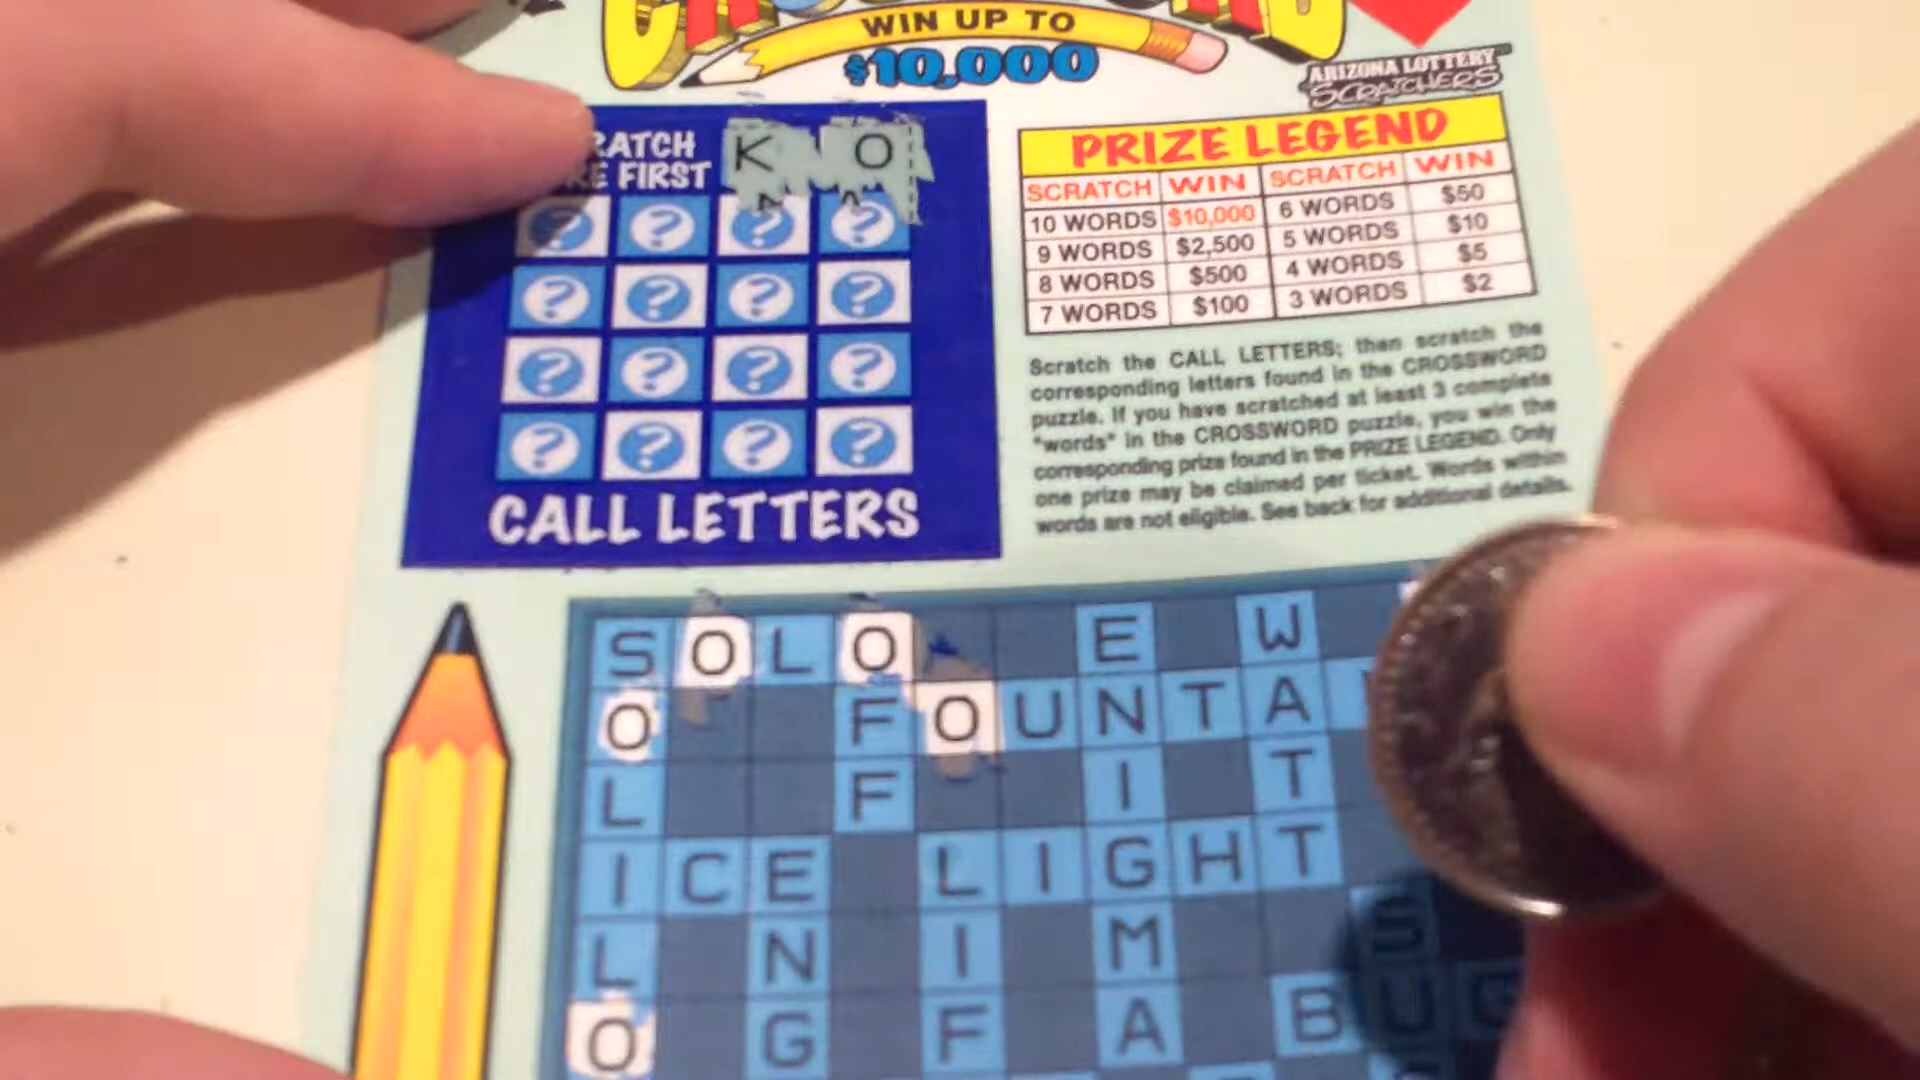 WIN UP TO
$10,000
ARIZONA LOTTERY
SCRATCHERS
RATCH
RE FIRST
K O
? ? ? ?
? ? ? ?
? ? ? ?
? ? ? ?
CALL LETTERS
PRIZE LEGEND
SCRATCH WIN SCRATCH WIN
10 WORDS $10,000 6 WORDS $50
9 WORDS $2,500 5 WORDS $10
8 WORDS $500 4 WORDS $5
7 WORDS $100 3 WORDS $2
Scratch the CALL LETTERS; then scratch the
corresponding letters found in the CROSSWORD
puzzle. If you have scratched at least 3 complete
"words" in the CROSSWORD puzzle, you win the
corresponding prize found in the PRIZE LEGEND. Only
one prize may be claimed per ticket. Words within
words are not eligible. See back for additional details.
S O L O E W
O F O U N T A
L F I T
I C E L I G H T
L N I M S
O G F A B U G